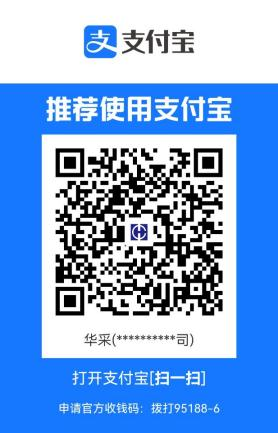 支付宝
推荐使用支付宝
华采(**********司)
打开支付宝[扫一扫]
申请官方收钱码：拨打95188-6